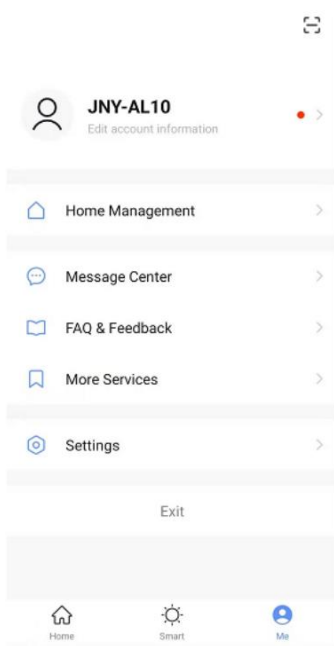 JNY-AL10
Edit account information
Home Management
Message Center
FAQ & Feedback
More Services
Settings
Exit
Home Smart Me